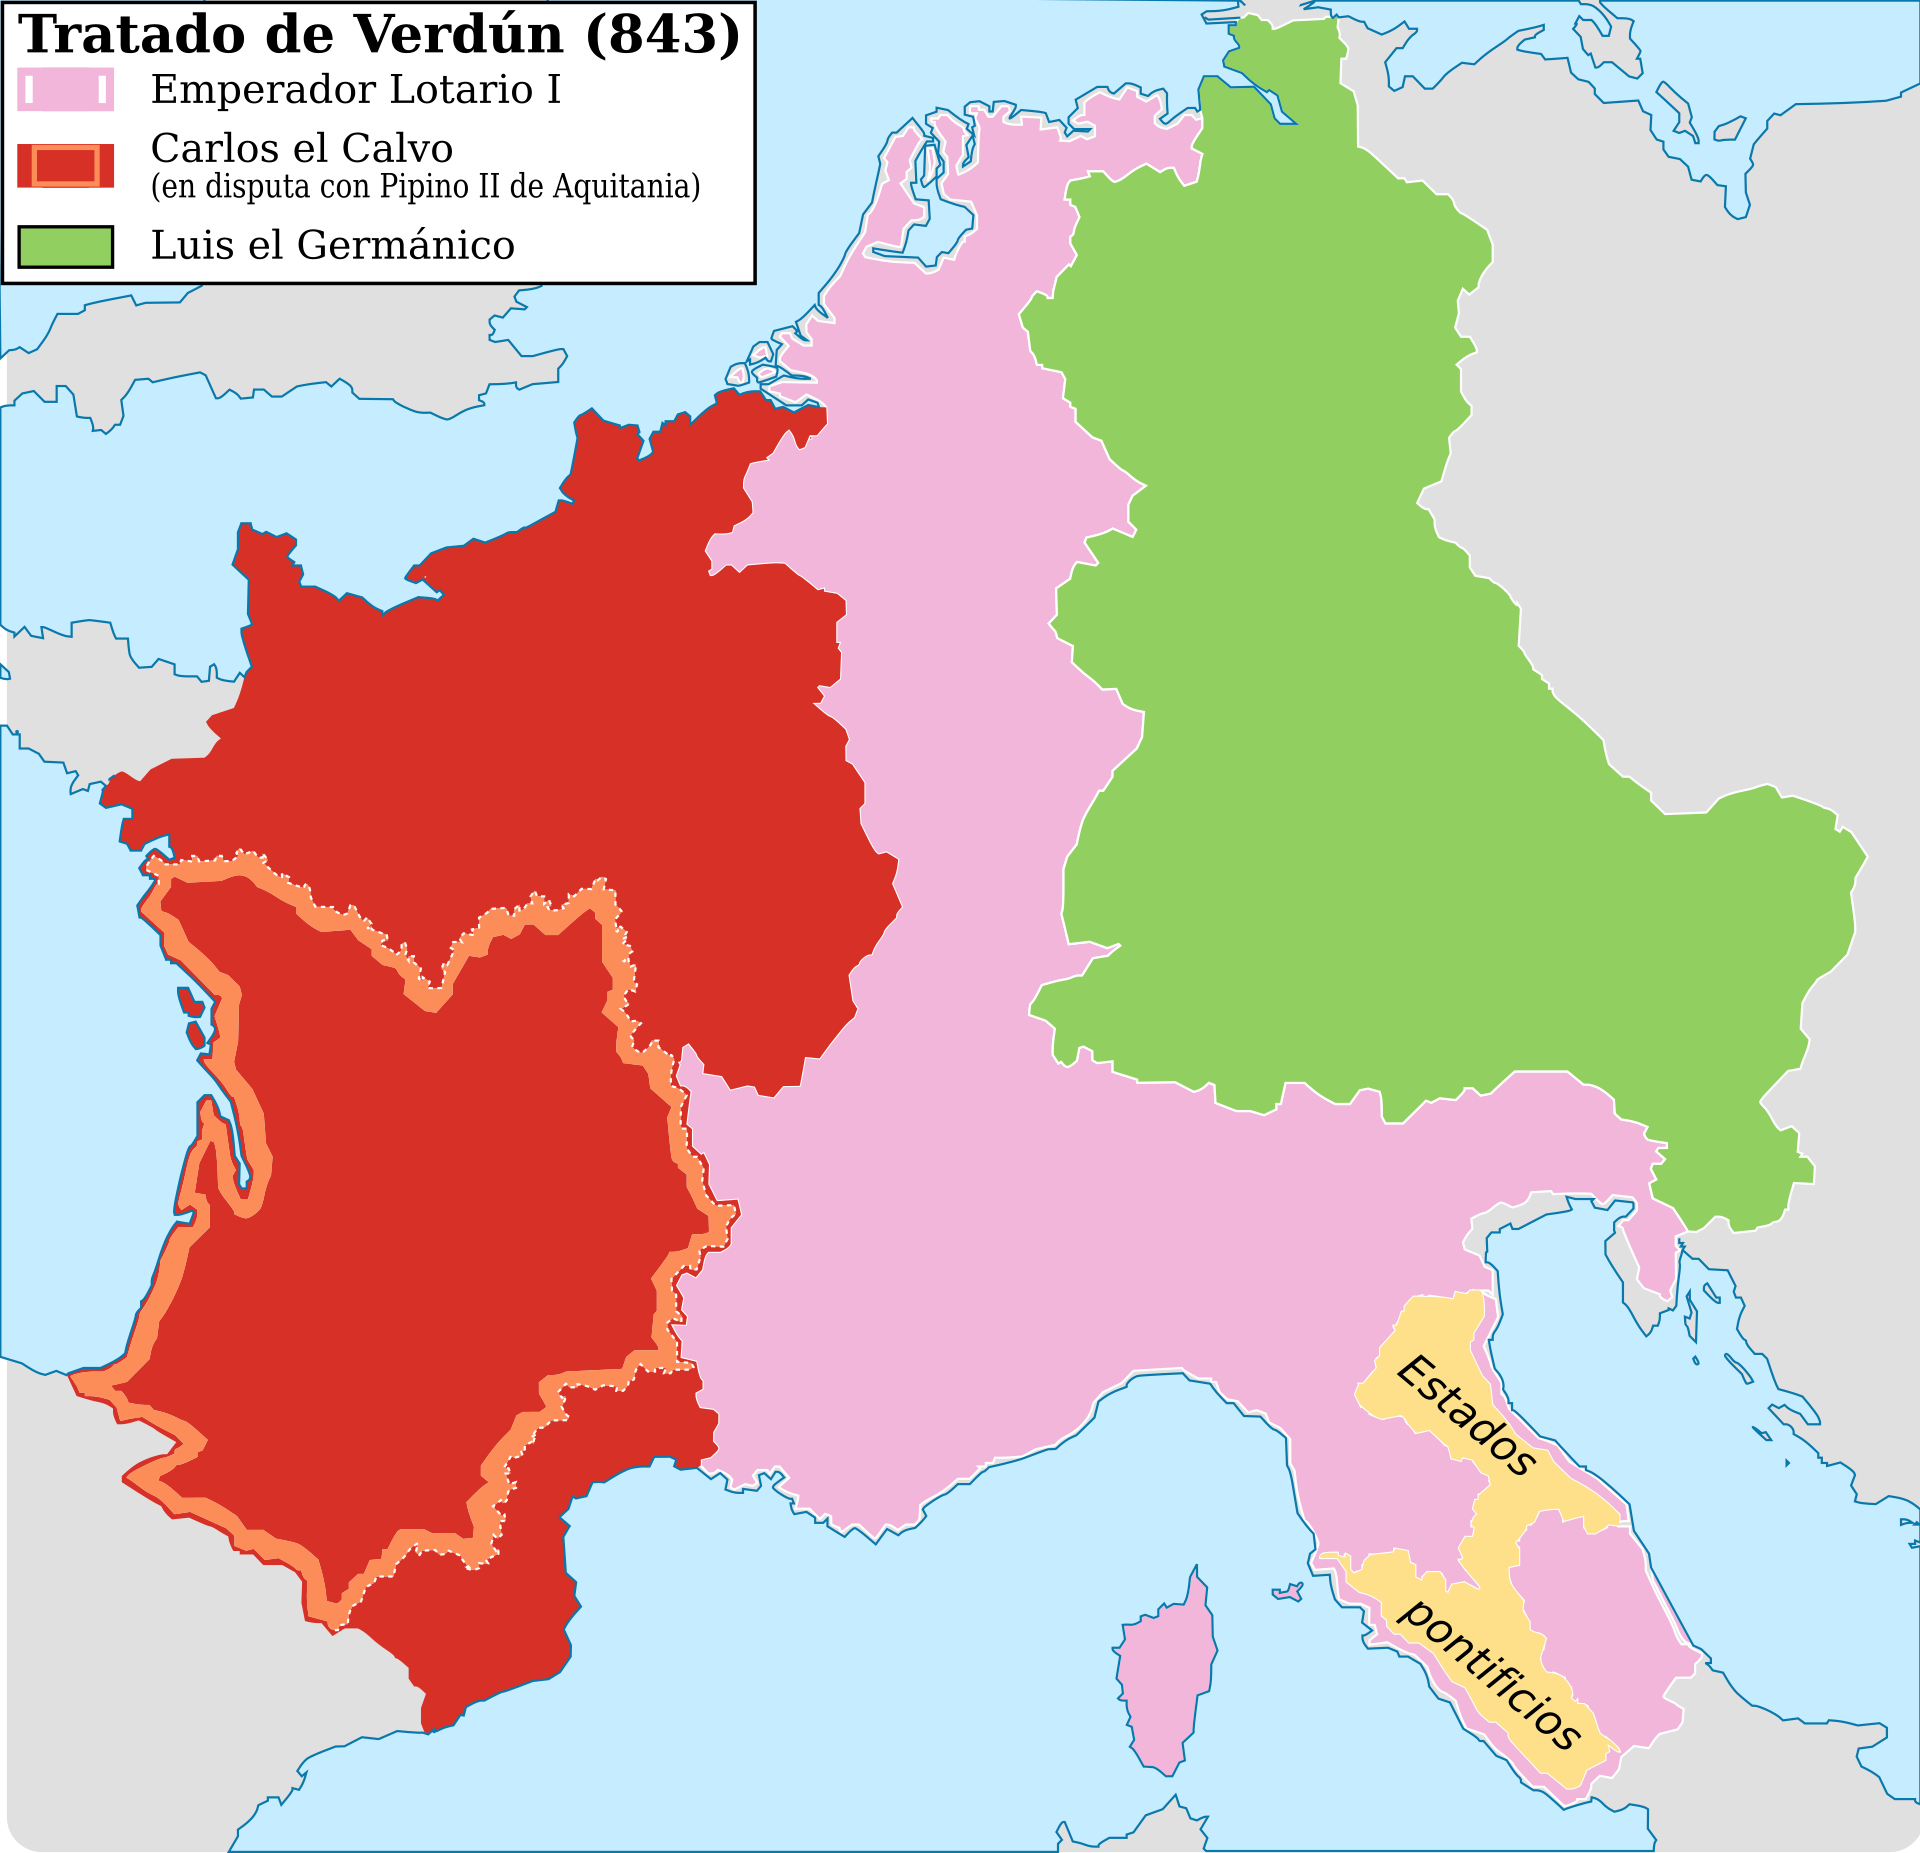 Tratado de Verdún (843)
Emperador Lotario I
Carlos el Calvo
(en disputa con Pipino II de Aquitania)
Luis el Germánico
Estados
pontificios